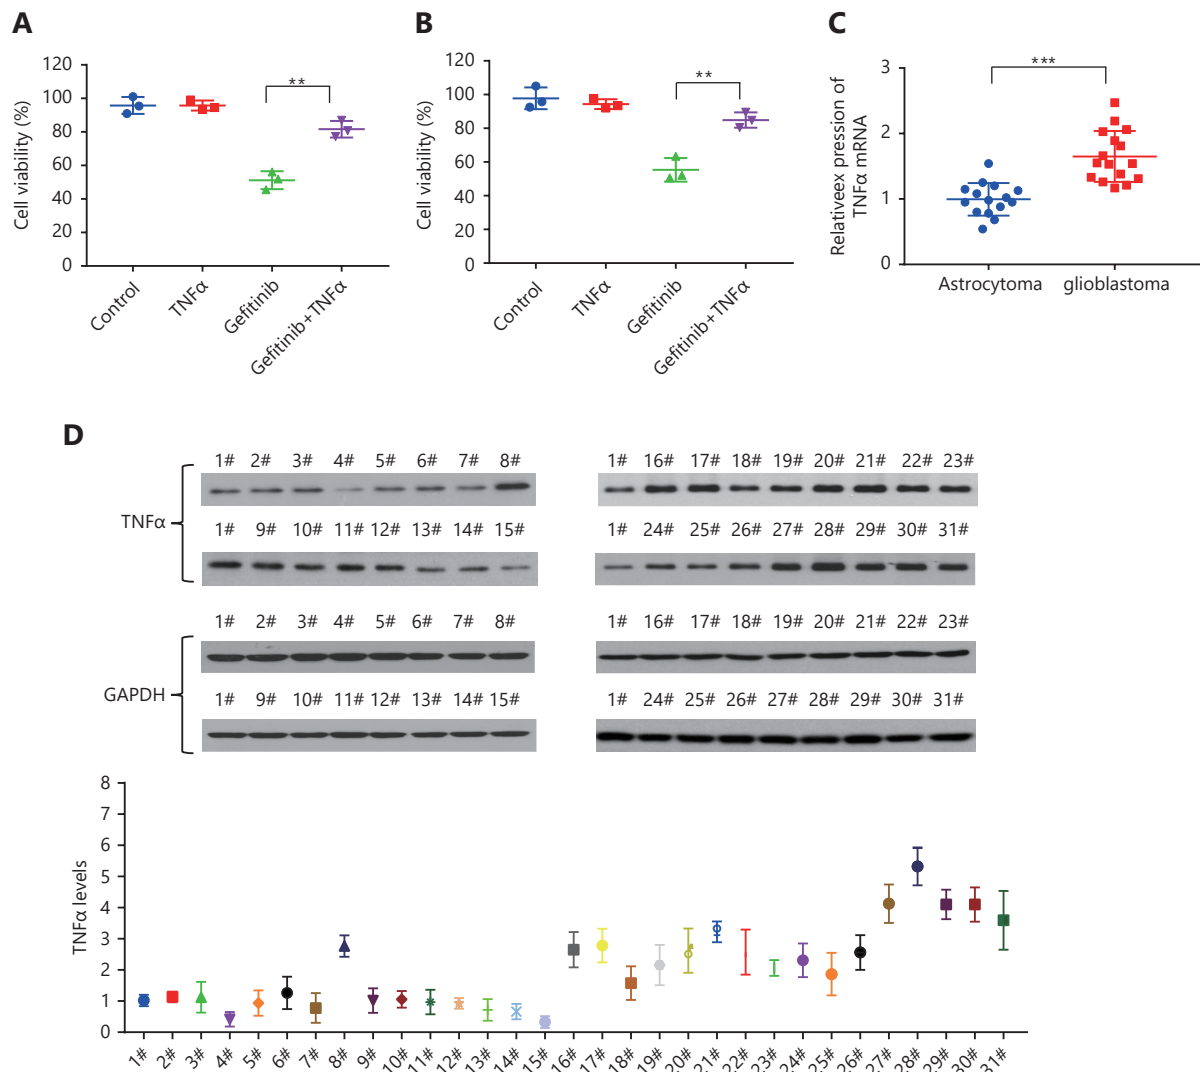 A
B
C
120
100
80
60
40
20
0
Cell viability (%)
Control
TNFα
Gefitinib
Gefitinib+TNFα
**
120
100
80
60
40
20
0
Cell viability (%)
Control
TNFα
Gefitinib
Gefitinib+TNFα
**
3
2
1
0
Relativeex pression of
TNFα mRNA
***
Astrocytoma glioblastoma
D
TNFα
1# 2# 3# 4# 5# 6# 7# 8#
1# 16# 17# 18# 19# 20# 21# 22# 23#
1# 9# 10# 11# 12# 13# 14# 15#
1# 24# 25# 26# 27# 28# 29# 30# 31#
GAPDH
1# 2# 3# 4# 5# 6# 7# 8#
1# 16# 17# 18# 19# 20# 21# 22# 23#
1# 9# 10# 11# 12# 13# 14# 15#
1# 24# 25# 26# 27# 28# 29# 30# 31#
8
7
6
5
4
3
2
1
0
TNFα levels
1# 2# 3# 4# 5# 6# 7# 8# 9# 10# 11# 12# 13# 14# 15# 16# 17# 18# 19# 20# 21# 22# 23# 24# 25# 26# 27# 28# 29# 30# 31#